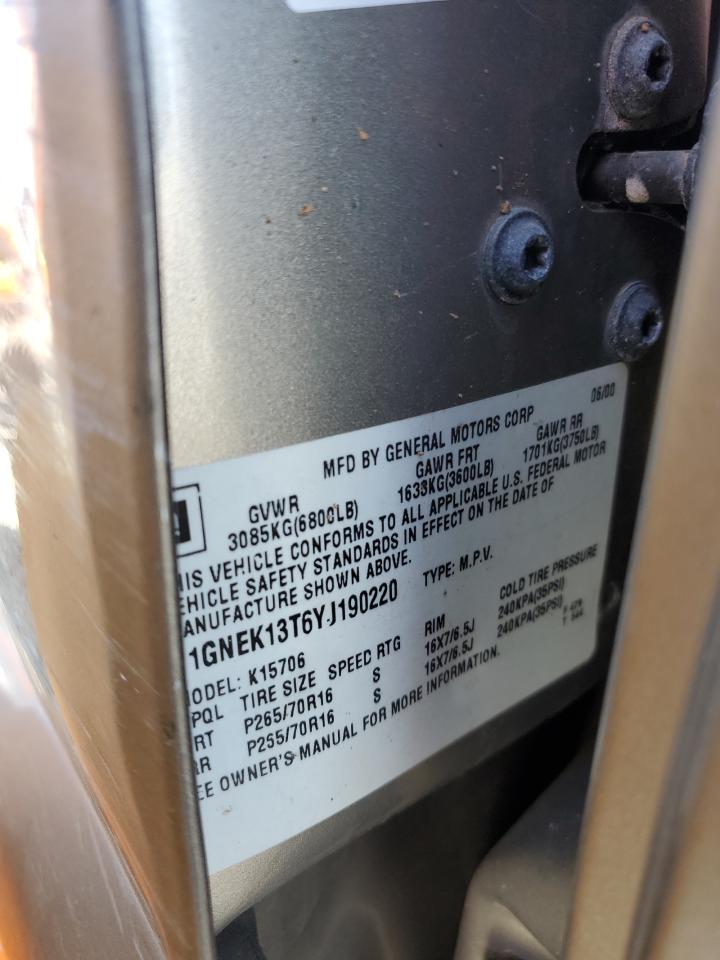 MFD BY GENERAL MOTORS CORP 06/00
GVWR GAWR FRT GAWR RR
3085KG(6800LB) 1633KG(3600LB) 1701KG(3750LB)
HIS VEHICLE CONFORMS TO ALL APPLICABLE U.S. FEDERAL MOTOR
EHICLE SAFETY STANDARDS IN EFFECT ON THE DATE OF
ANUFACTURE SHOWN ABOVE.
1GNEK13T6YJ190220 TYPE: M.P.V.
ODEL: K15706
PQL TIRE SIZE SPEED RTG RIM COLD TIRE PRESSURE
RT P265/70R16 S 16X7/6.5J 240KPA(35PSI)
R P255/70R16 S 16X7/6.5J 240KPA(35PSI)
EE OWNER'S MANUAL FOR MORE INFORMATION.